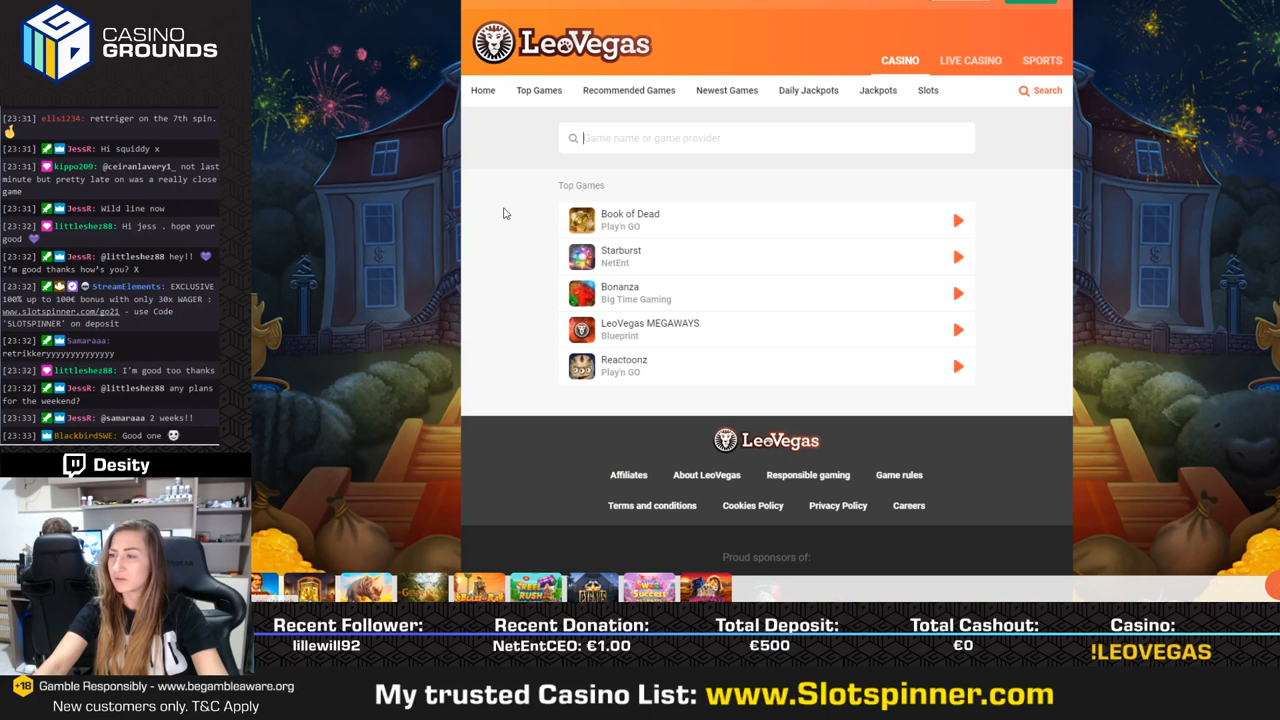 CASINO
GROUNDS
[23:31] ells1234: rettriger on the 7th spin.
[23:31] JessR: Hi squiddy x
[23:31] kippo209: @ceiranlavery1_ not last
minute but pretty late on was a really close
game
[23:31] JessR: Wild line now
[23:31] littleshez88: Hi jess . hope your
good
[23:32] JessR: @littleshez88 hey!!
I'm good thanks how's you? X
[23:32] StreamElements: EXCLUSIVE
100% up to 100€ bonus with only 30x WAGER :
www.slotspinner.com/go21 - use Code
'SLOTSPINNER' on deposit
[23:32] Samaraaa:
retrikkeryyyyyyyyyyyyyy
[23:32] littleshez88: I'm good too thanks
[23:32] JessR: @littleshez88 any plans
for the weekend?
[23:33] JessR: @samaraaa 2 weeks!!
[23:33] BlackbirdSWE: Good one
Desity
LeoVegas
CASINO
LIVE CASINO
SPORTS
Home
Top Games
Recommended Games
Newest Games
Daily Jackpots
Jackpots
Slots
Search
Game name or game provider
Top Games
Book of Dead
Play'n GO
Starburst
NetEnt
Bonanza
Big Time Gaming
LeoVegas MEGAWAYS
Blueprint
Reactoonz
Play'n GO
LeoVegas
Affiliates
About LeoVegas
Responsible gaming
Game rules
Terms and conditions
Cookies Policy
Privacy Policy
Careers
Proud sponsors of:
Recent Follower:
lillewill92
Recent Donation:
NetEntCEO: €1.00
Total Deposit:
€500
Total Cashout:
€0
Casino:
!LEOVEGAS
+18 Gamble Responsibly - www.begambleaware.org
New customers only. T&C Apply
My trusted Casino List: www.Slotspinner.com